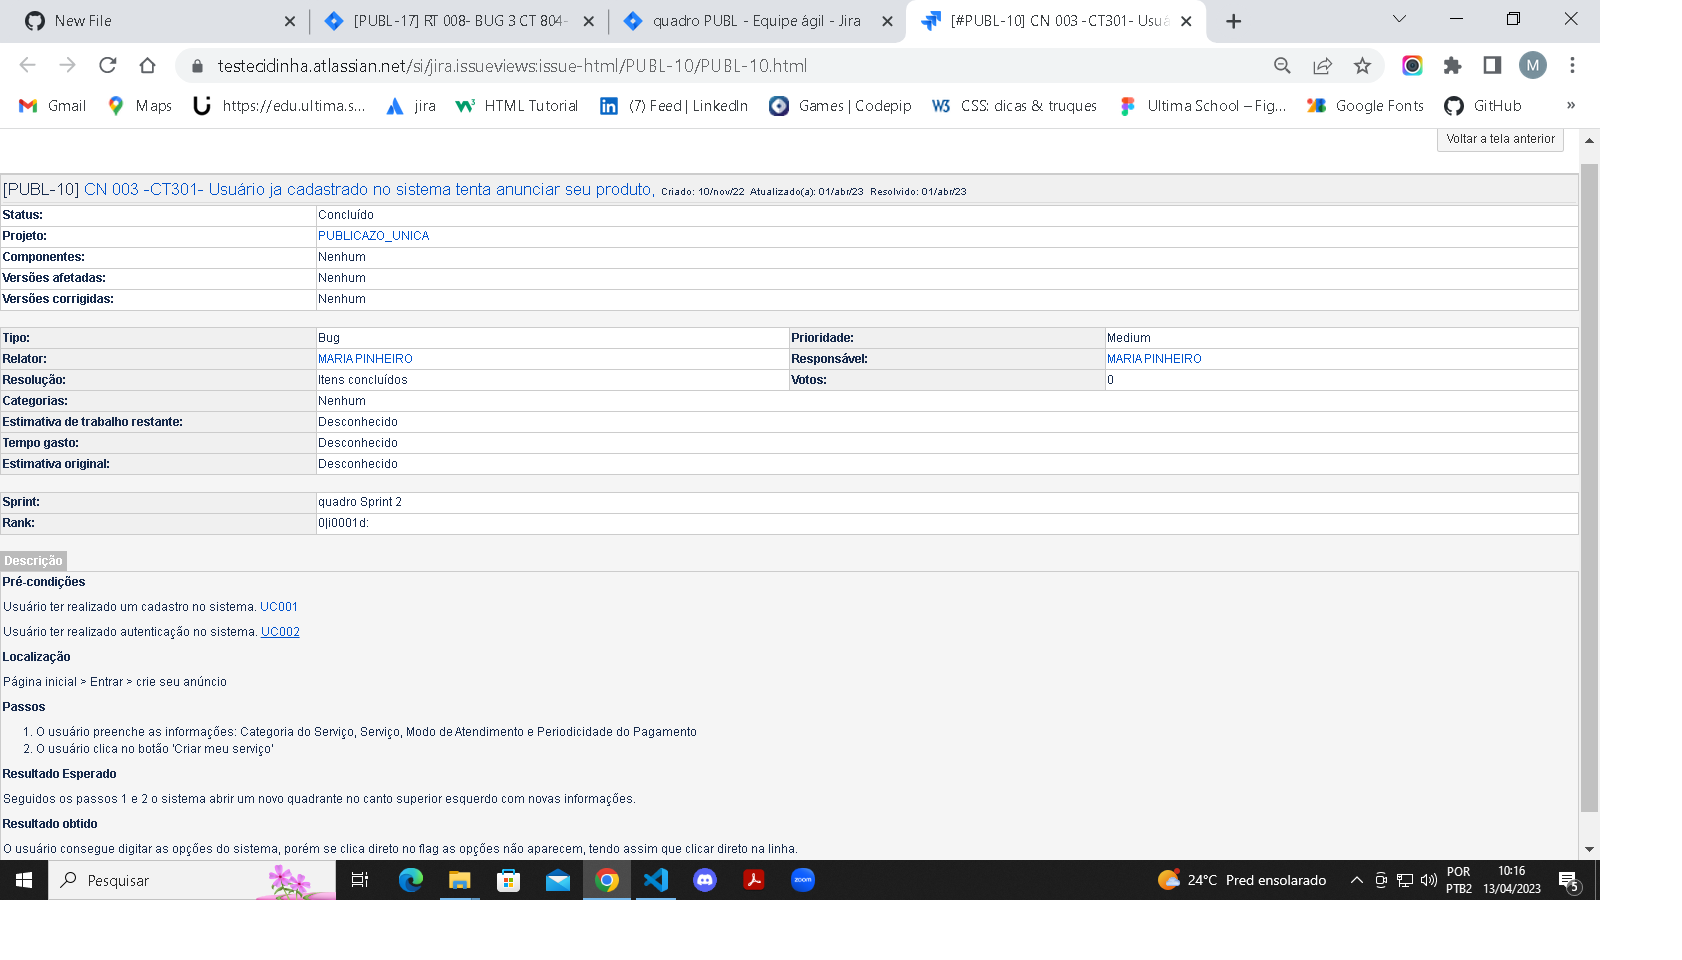 New File
[PUBL-17] RT 008- BUG 3 CT 804-
quadro PUBL - Equipe ágil - Jira
[#PUBL-10] CN 003 -CT301- Usuá
testecidinha.atlassian.net/si/jira.issueviews:issue-html/PUBL-10/PUBL-10.html
M
Gmail
Maps
https://edu.ultima.s...
jira
HTML Tutorial
(7) Feed | LinkedIn
Games | Codepip
CSS: dicas & truques
Ultima School – Fig...
Google Fonts
GitHub
»
Voltar a tela anterior
[PUBL-10] CN 003 -CT301- Usuário ja cadastrado no sistema tenta anunciar seu produto, Criado: 10/nov/22 Atualizado(a): 01/abr/23 Resolvido: 01/abr/23
Status: Concluído
Projeto: PUBLICAZO_UNICA
Componentes: Nenhum
Versões afetadas: Nenhum
Versões corrigidas: Nenhum
Tipo: Bug Prioridade: Medium
Relator: MARIA PINHEIRO Responsável: MARIA PINHEIRO
Resolução: Itens concluídos Votos: 0
Categorias: Nenhum
Estimativa de trabalho restante: Desconhecido
Tempo gasto: Desconhecido
Estimativa original: Desconhecido
Sprint: quadro Sprint 2
Rank: 0|i0001d:
Descrição
Pré-condições
Usuário ter realizado um cadastro no sistema. UC001
Usuário ter realizado autenticação no sistema. UC002
Localização
Página inicial > Entrar > crie seu anúncio
Passos
1. O usuário preenche as informações: Categoria do Serviço, Serviço, Modo de Atendimento e Periodicidade do Pagamento
2. O usuário clica no botão 'Criar meu serviço'
Resultado Esperado
Seguidos os passos 1 e 2 o sistema abrir um novo quadrante no canto superior esquerdo com novas informações.
Resultado obtido
O usuário consegue digitar as opções do sistema, porém se clica direto no flag as opções não aparecem, tendo assim que clicar direto na linha.
Pesquisar
zoom
24°C Pred ensolarado
POR
PTB2
10:16
13/04/2023
5